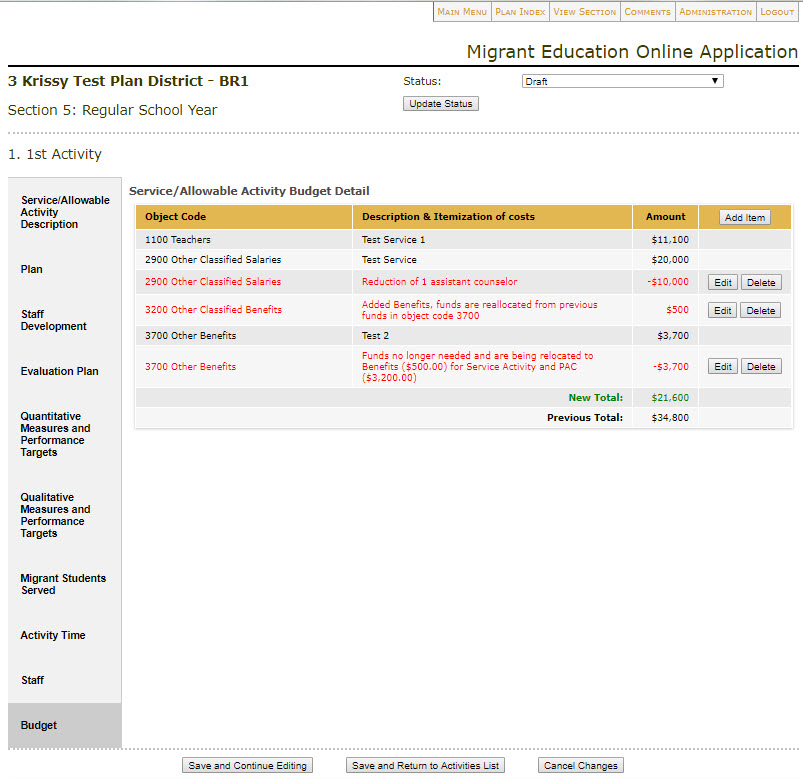 Main Menu Plan Index View Section Comments Administration Logout
Migrant Education Online Application
3 Krissy Test Plan District - BR1
Status: Draft
Update Status
Section 5: Regular School Year
1. 1st Activity
Service/Allowable
Activity
Description
Plan
Staff
Development
Evaluation Plan
Quantitative
Measures and
Performance
Targets
Qualitative
Measures and
Performance
Targets
Migrant Students
Served
Activity Time
Staff
Budget
Service/Allowable Activity Budget Detail
Object Code Description & Itemization of costs Amount Add Item
1100 Teachers Test Service 1 $11,100
2900 Other Classified Salaries Test Service $20,000
2900 Other Classified Salaries Reduction of 1 assistant counselor -$10,000 Edit Delete
3200 Other Classified Benefits Added Benefits, funds are reallocated from previous
funds in object code 3700 $500 Edit Delete
3700 Other Benefits Test 2 $3,700
3700 Other Benefits Funds no longer needed and are being relocated to
Benefits ($500.00) for Service Activity and PAC
($3,200.00) -$3,700 Edit Delete
New Total: $21,600
Previous Total: $34,800
Save and Continue Editing Save and Return to Activities List Cancel Changes